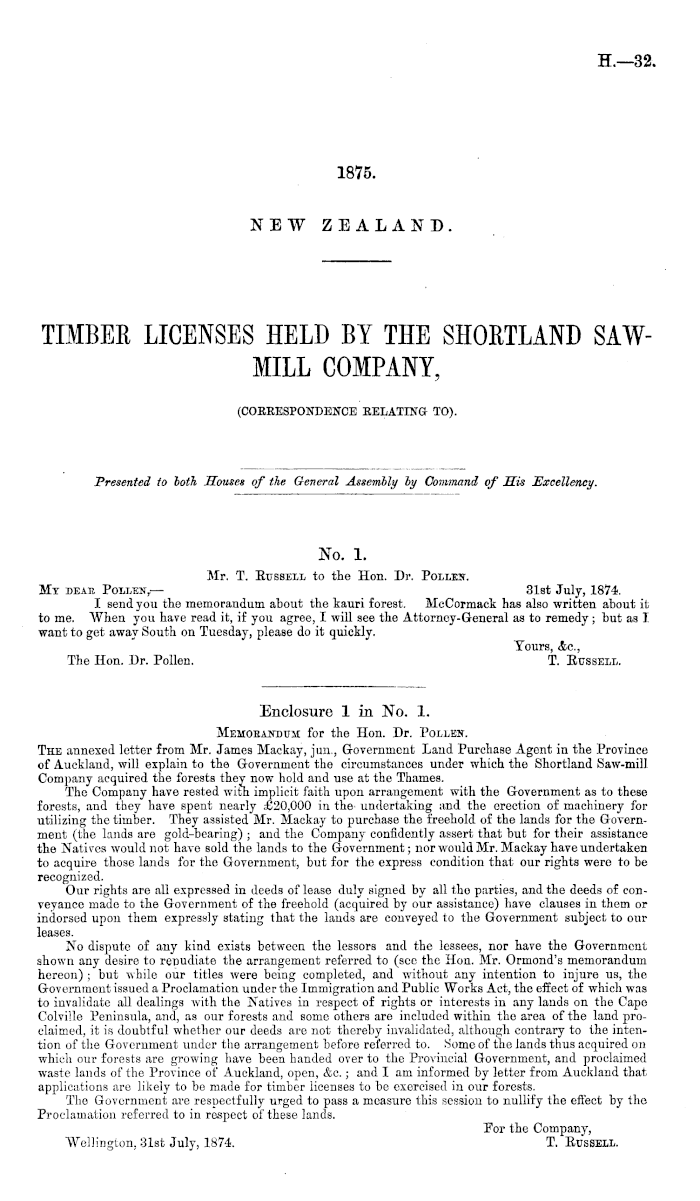 H.—32.
1875.
NEW ZEALAND.
TIMBER LICENSES HELD BY THE SHORTLAND SAW-
MILL COMPANY,
(CORRESPONDENCE RELATING TO).
Presented to both Houses of the General Assembly by Command of His Excellency.
No. 1.
Mr. T. RUSSELL to the Hon. Dr. POLLEN.
MY DEAR POLLEN,— 31st July, 1874.
I send you the memorandum about the kauri forest. McCormack has also written about it
to me. When you have read it, if you agree, I will see the Attorney-General as to remedy; but as I
want to get away South on Tuesday, please do it quickly.
Yours, &c.,
The Hon. Dr. Pollen. T. RUSSELL.
Enclosure 1 in No. 1.
MEMORANDUM for the Hon. Dr. POLLEN.
THE annexed letter from Mr. James Mackay, jun., Government Land Purchase Agent in the Province
of Auckland, will explain to the Government the circumstances under which the Shortland Saw-mill
Company acquired the forests they now hold and use at the Thames.
The Company have rested with implicit faith upon arrangement with the Government as to these
forests, and they have spent nearly £20,000 in the undertaking and the erection of machinery for
utilizing the timber. They assisted Mr. Mackay to purchase the freehold of the lands for the Govern-
ment (the lands are gold-bearing); and the Company confidently assert that but for their assistance
the Natives would not have sold the lands to the Government; nor would Mr. Mackay have undertaken
to acquire those lands for the Government, but for the express condition that our rights were to be
recognized.
Our rights are all expressed in deeds of lease duly signed by all the parties, and the deeds of con-
veyance made to the Government of the freehold (acquired by our assistance) have clauses in them or
indorsed upon them expressly stating that the lands are conveyed to the Government subject to our
leases.
No dispute of any kind exists between the lessors and the lessees, nor have the Government
shown any desire to repudiate the arrangement referred to (see the Hon. Mr. Ormond's memorandum
hereon); but while our titles were being completed, and without any intention to injure us, the
Government issued a Proclamation under the Immigration and Public Works Act, the effect of which was
to invalidate all dealings with the Natives in respect of rights or interests in any lands on the Cape
Colville Peninsula, and, as our forests and some others are included within the area of the land pro-
claimed, it is doubtful whether our deeds are not thereby invalidated, although contrary to the inten-
tion of the Government under the arrangement before referred to. Some of the lands thus acquired on
which our forests are growing have been handed over to the Provincial Government, and proclaimed
waste lands of the Province of Auckland, open, &c.; and I am informed by letter from Auckland that
applications are likely to be made for timber licenses to be exercised in our forests.
The Government are respectfully urged to pass a measure this session to nullify the effect by the
Proclamation referred to in respect of these lands.
For the Company,
Wellington, 31st July, 1874. T. RUSSELL.